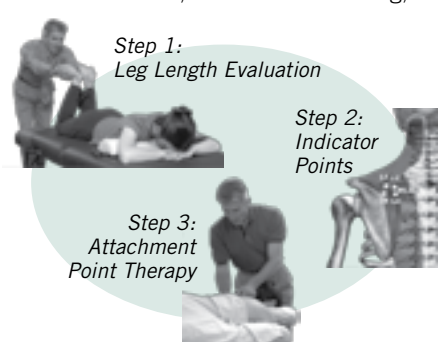 Step 1:
Leg Length Evaluation
Step 2:
Indicator
Points
Step 3:
Attachment
Point Therapy